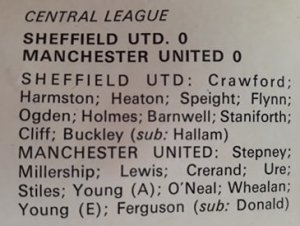 CENTRAL LEAGUE
SHEFFIELD UTD. 0
MANCHESTER UNITED 0
SHEFFIELD UTD: Crawford;
Harmston; Heaton; Speight; Flynn;
Ogden; Holmes; Barnwell; Staniforth;
Cliff; Buckley (sub: Hallam)
MANCHESTER UNITED: Stepney;
Millership; Lewis; Crerand; Ure;
Stiles; Young (A); O'Neal; Whealan;
Young (E); Ferguson (sub: Donald)